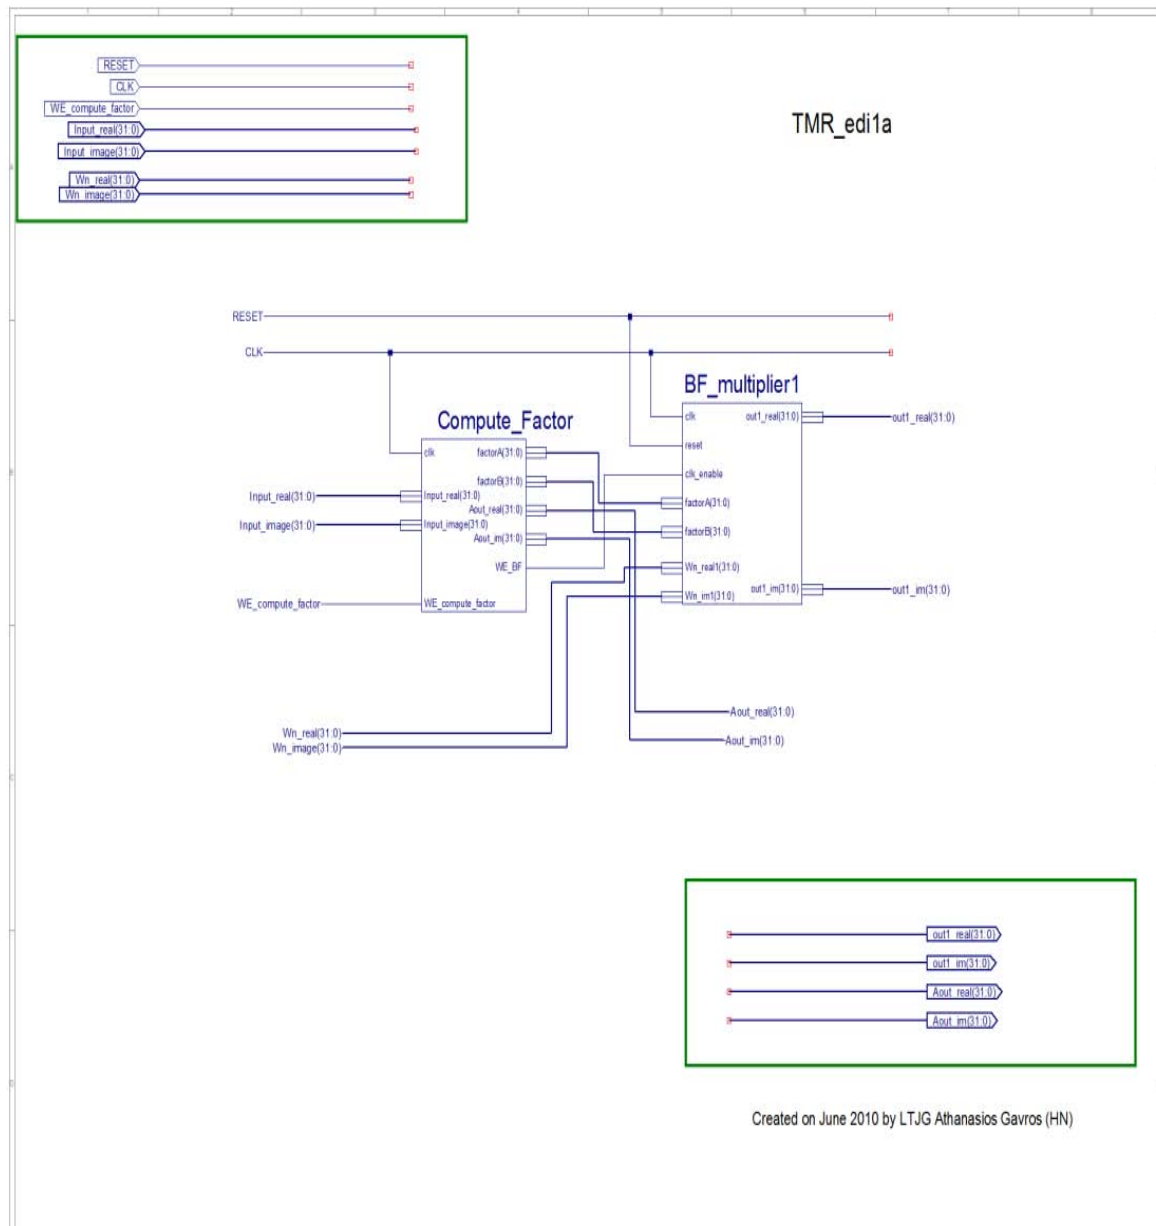 RESET
CLK
WE_compute_factor
Input_real(31:0)
Input_image(31:0)
Wn_real(31:0)
Wn_image(31:0)
TMR_edi1a
RESET
CLK
Compute_Factor
clk
Input_real(31:0)
Input_image(31:0)
WE_compute_factor
factorA(31:0)
factorB(31:0)
Aout_real(31:0)
Aout_im(31:0)
WE_BF
Input_real(31:0)
Input_image(31:0)
WE_compute_factor
BF_multiplier1
clk
reset
clk_enable
factorA(31:0)
factorB(31:0)
Wn_real1(31:0)
Wn_im1(31:0)
out1_real(31:0)
out1_im(31:0)
out1_real(31:0)
out1_im(31:0)
Wn_real(31:0)
Wn_image(31:0)
Aout_real(31:0)
Aout_im(31:0)
out1_real(31:0)
out1_im(31:0)
Aout_real(31:0)
Aout_im(31:0)
Created on June 2010 by LTJG Athanasios Gavros (HN)